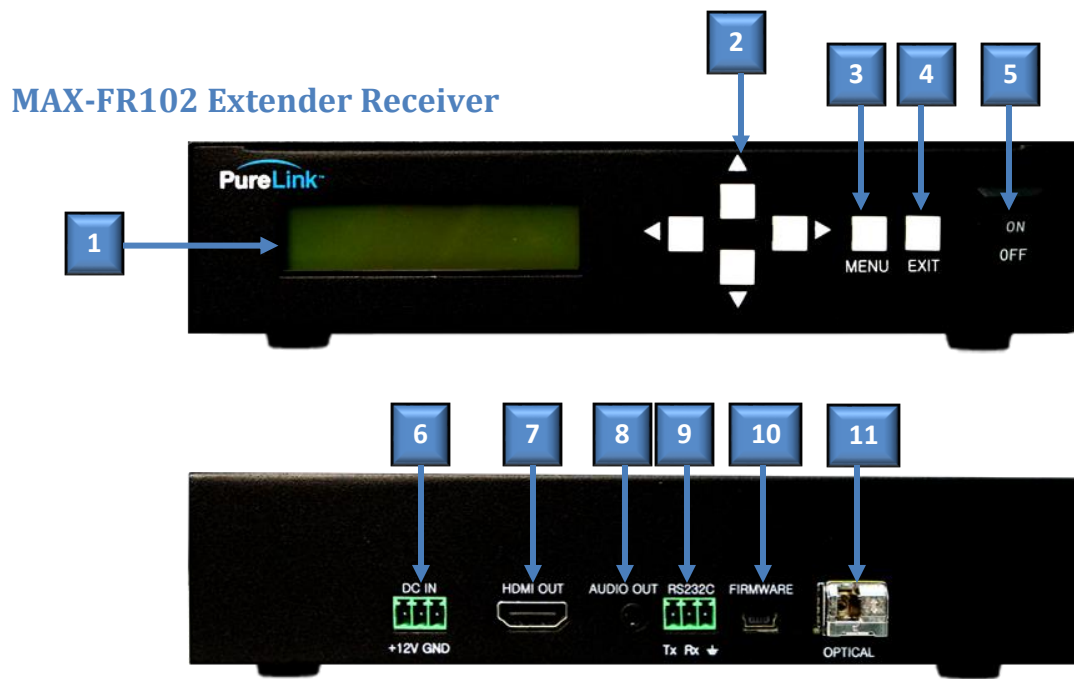 2
3
4
5
MAX-FR102 Extender Receiver
PureLink™
1
ON
OFF
MENU
EXIT
6
7
8
9
10
11
DC IN
HDMI OUT
AUDIO OUT
RS232C
FIRMWARE
+12V GND
Tx Rx
OPTICAL